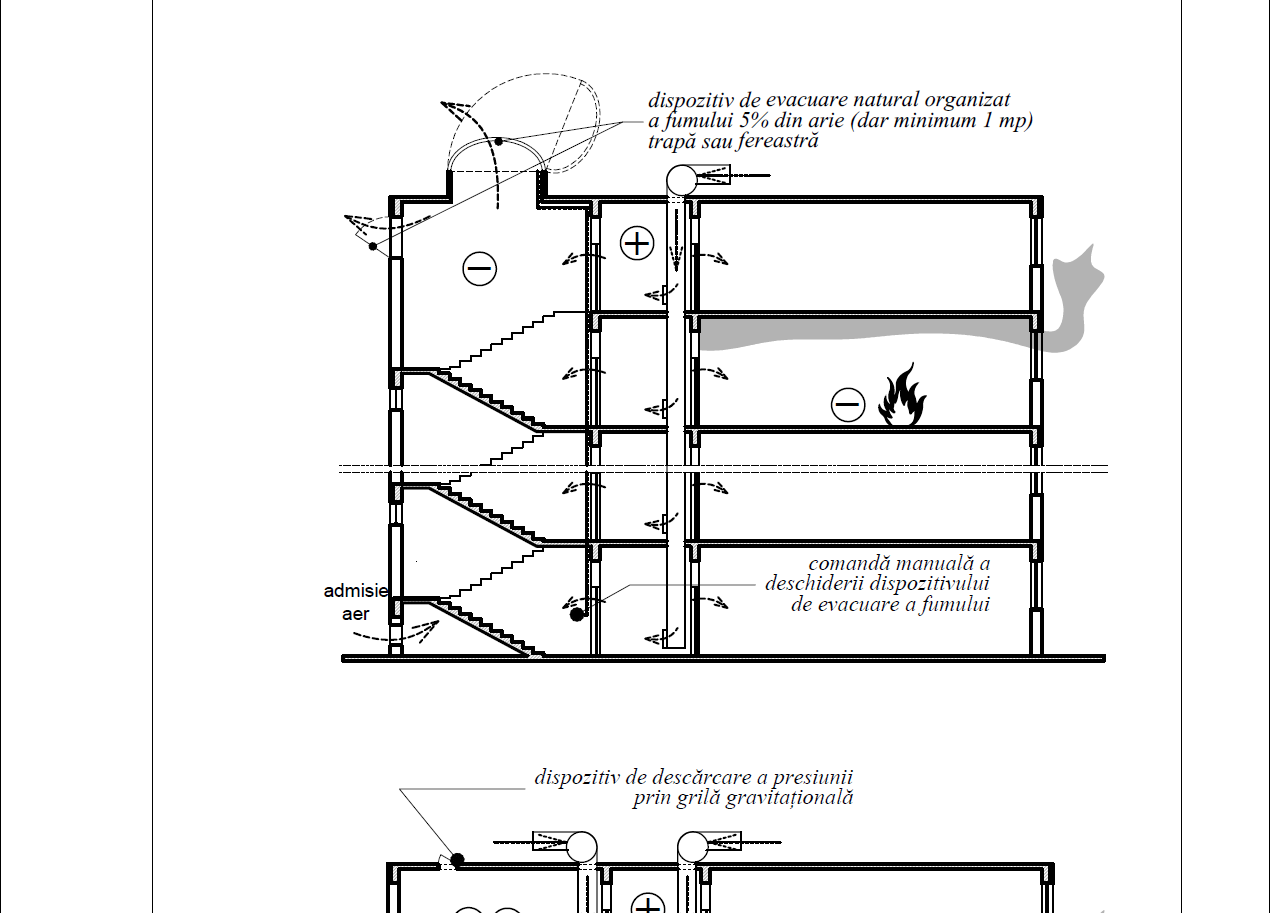 dispozitiv de evacuare natural organizat
a fumului 5% din arie (dar minimum 1 mp)
trapă sau fereastră
comandă manuală a
deschiderii dispozitivului
de evacuare a fumului
admisie
aer
dispozitiv de descărcare a presiunii
prin grilă gravitațională